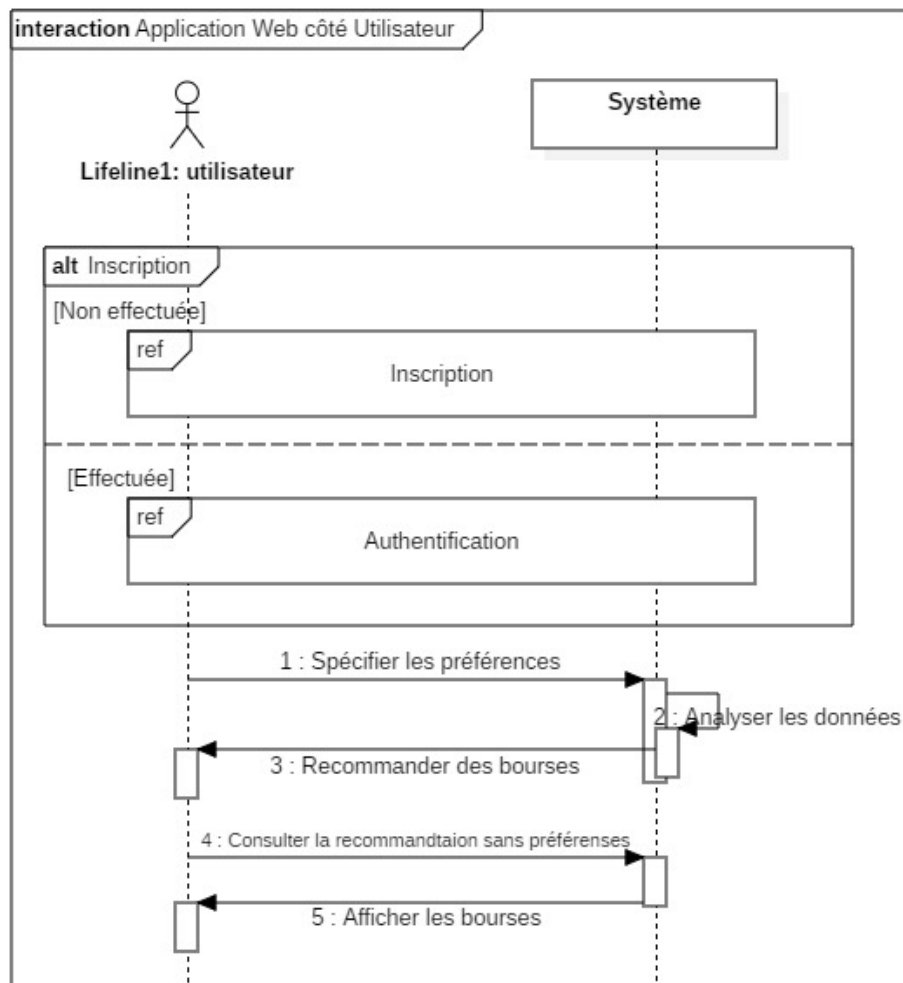 interaction Application Web côté Utilisateur
Système
Lifeline1: utilisateur
alt Inscription
[Non effectuée]
ref
Inscription
[Effectuée]
ref
Authentification
1 : Spécifier les préférences
2 : Analyser les données
3 : Recommander des bourses
4 : Consulter la recommandtaion sans préférenses
5 : Afficher les bourses